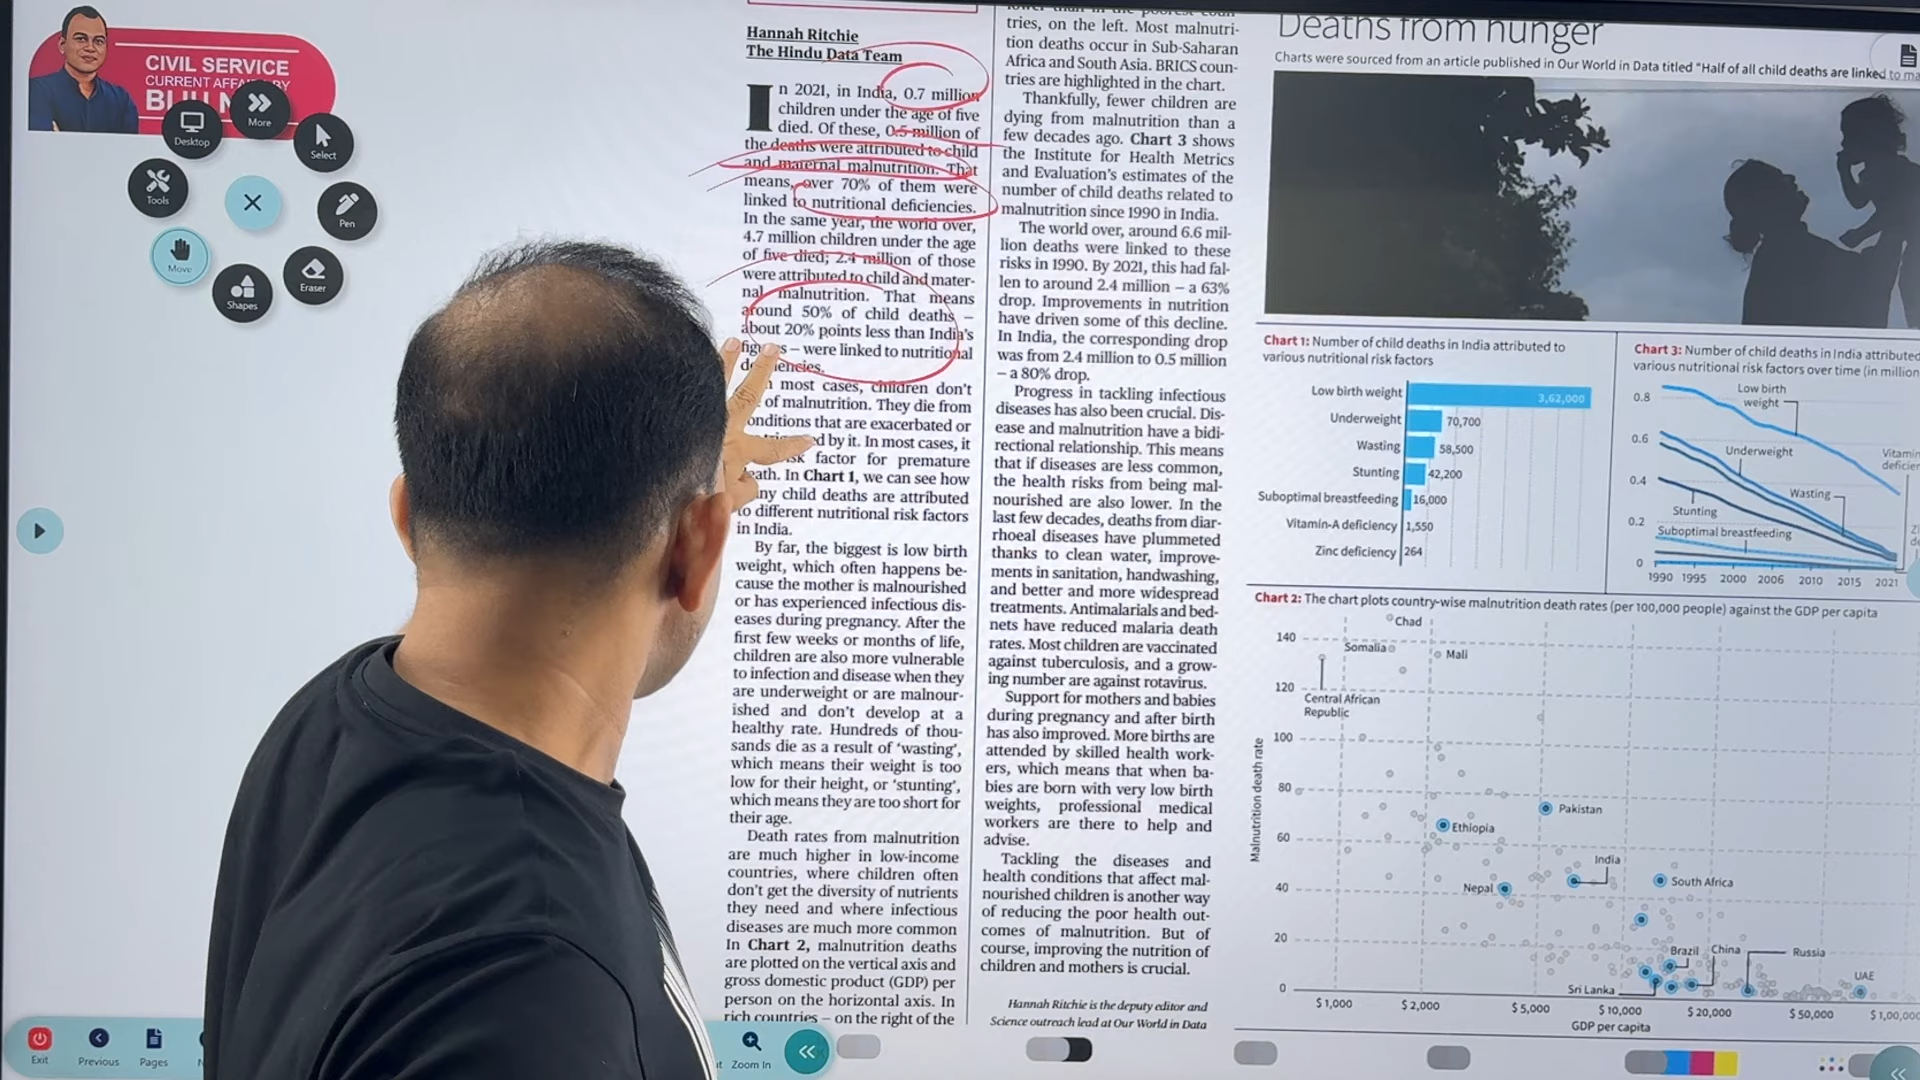 CIVIL SERVICE
CURRENT AFFA BY
BIJU N
More
Desktop
Select
Tools
Pen
Move
Eraser
Shapes
Hannah Ritchie
The Hindu Data Team
In 2021, in India, 0.7 million
children under the age of five
died. Of these, 0.5 million of
the deaths were attributed to child
and maternal malnutrition. That
means, over 70% of them were
linked to nutritional deficiencies.
In the same year, the world over,
4.7 million children under the age
of five died; 2.4 million of those
were attributed to child and mater-
nal malnutrition. That means
around 50% of child deaths –
about 20% points less than India's
figures – were linked to nutritional
iencies.
most cases, children don't
of malnutrition. They die from
onditions that are exacerbated or
ed by it. In most cases, it
factor for premature
eath. In Chart 1, we can see how
ny child deaths are attributed
to different nutritional risk factors
in India.
By far, the biggest is low birth
weight, which often happens be-
cause the mother is malnourished
or has experienced infectious dis-
eases during pregnancy. After the
first few weeks or months of life,
children are also more vulnerable
to infection and disease when they
are underweight or are malnour-
ished and don't develop at a
healthy rate. Hundreds of thou-
sands die as a result of 'wasting',
which means their weight is too
low for their height, or 'stunting',
which means they are too short for
their age.
Death rates from malnutrition
are much higher in low-income
countries, where children often
don't get the diversity of nutrients
they need and where infectious
diseases are much more common
In Chart 2, malnutrition deaths
are plotted on the vertical axis and
gross domestic product (GDP) per
person on the horizontal axis. In
rich countries – on the right of the
tries, on the left. Most malnutri-
tion deaths occur in Sub-Saharan
Africa and South Asia. BRICS coun-
tries are highlighted in the chart.
Thankfully, fewer children are
dying from malnutrition than a
few decades ago. Chart 3 shows
the Institute for Health Metrics
and Evaluation's estimates of the
number of child deaths related to
malnutrition since 1990 in India.
The world over, around 6.6 mil-
lion deaths were linked to these
risks in 1990. By 2021, this had fal-
len to around 2.4 million – a 63%
drop. Improvements in nutrition
have driven some of this decline.
In India, the corresponding drop
was from 2.4 million to 0.5 million
– a 80% drop.
Progress in tackling infectious
diseases has also been crucial. Dis-
ease and malnutrition have a bidi-
rectional relationship. This means
that if diseases are less common,
the health risks from being mal-
nourished are also lower. In the
last few decades, deaths from diar-
rhoeal diseases have plummeted
thanks to clean water, improve-
ments in sanitation, handwashing,
and better and more widespread
treatments. Antimalarials and bed-
nets have reduced malaria death
rates. Most children are vaccinated
against tuberculosis, and a grow-
ing number are against rotavirus.
Support for mothers and babies
during pregnancy and after birth
has also improved. More births are
attended by skilled health work-
ers, which means that when ba-
bies are born with very low birth
weights, professional medical
workers are there to help and
advise.
Tackling the diseases and
health conditions that affect mal-
nourished children is another way
of reducing the poor health out-
comes of malnutrition. But of
course, improving the nutrition of
children and mothers is crucial.
Hannah Ritchie is the deputy editor and
Science outreach lead at Our World in Data
Deaths from hunger
Charts were sourced from an article published in Our World in Data titled "Half of all child deaths are linked to ma
Chart 1: Number of child deaths in India attributed to
various nutritional risk factors
Low birth weight 3,62,000
Underweight 70,700
Wasting 58,500
Stunting 42,200
Suboptimal breastfeeding 16,000
Vitamin-A deficiency 1,550
Zinc deficiency 264
Chart 3: Number of child deaths in India attributed
various nutritional risk factors over time (in million
0.8
0.6
0.4
0.2
0
Low birth
weight
Underweight
Vitamin
deficien
Wasting
Stunting
Suboptimal breastfeeding
1990 1995 2000 2006 2010 2015 2021
Chart 2: The chart plots country-wise malnutrition death rates (per 100,000 people) against the GDP per capita
Malnutrition death rate
140
120
100
80
60
40
20
0
Chad
Somalia
Mali
Central African
Republic
Pakistan
Ethiopia
India
Nepal
South Africa
Brazil
China
Russia
Sri Lanka
UAE
$ 1,000 $ 2,000 $ 5,000 $ 10,000 $ 20,000 $ 50,000 $ 1,00,000
GDP per capita
Exit
Previous
Pages
Zoom In